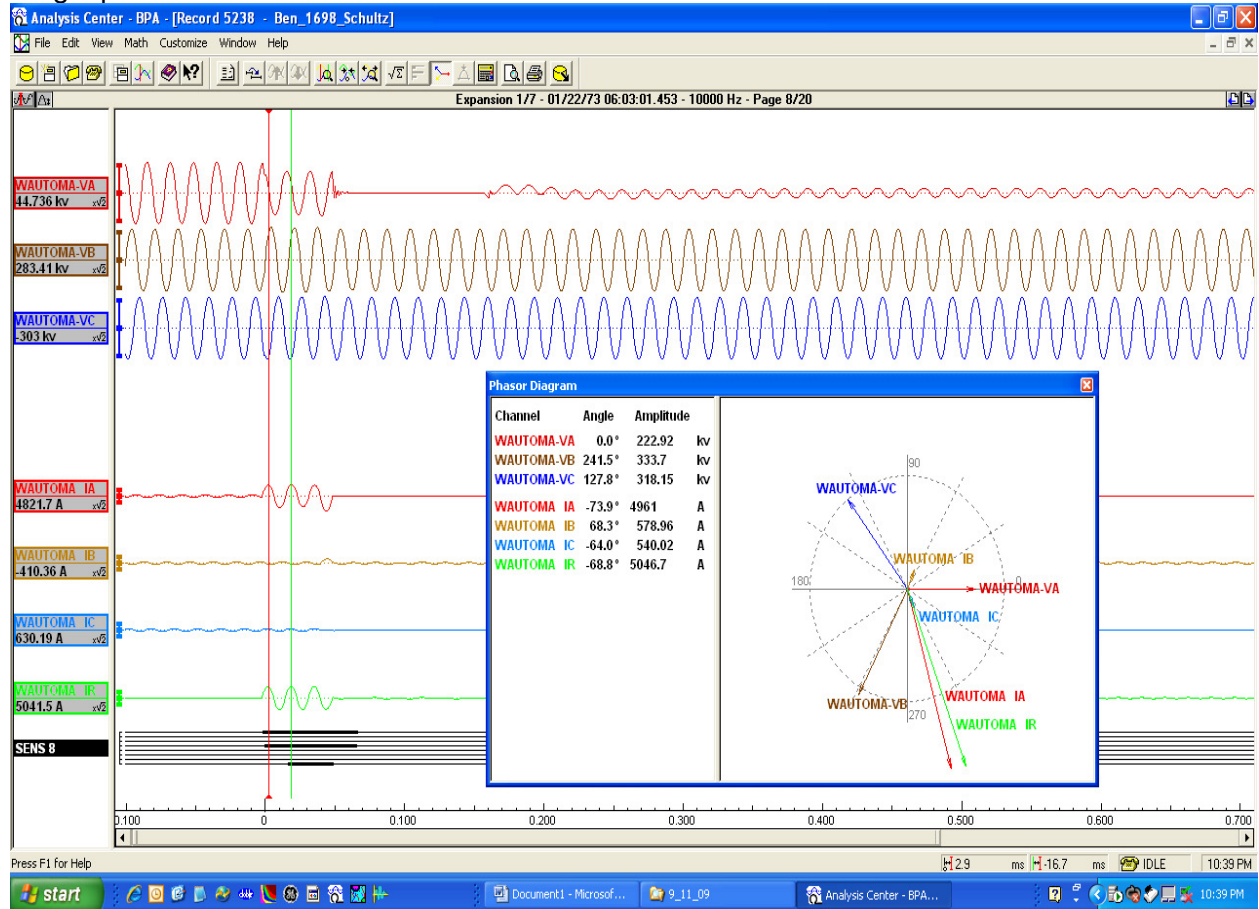 Analysis Center - BPA - [Record 5238 - Ben_1698_Schultz]
File Edit View Math Customize Window Help
Expansion 1/7 - 01/22/73 06:03:01.453 - 10000 Hz - Page 8/20
WAUTOMA-VA
44.736 kv x√2
WAUTOMA-VB
283.41 kv x√2
WAUTOMA-VC
-303 kv x√2
WAUTOMA IA
4821.7 A x√2
WAUTOMA IB
-410.36 A x√2
WAUTOMA IC
630.19 A x√2
WAUTOMA IR
5041.5 A x√2
SENS 8
Phasor Diagram
Channel Angle Amplitude
WAUTOMA-VA 0.0° 222.92 kv
WAUTOMA-VB 241.5° 333.7 kv
WAUTOMA-VC 127.8° 318.15 kv
WAUTOMA IA -73.9° 4961 A
WAUTOMA IB 68.3° 578.96 A
WAUTOMA IC -64.0° 540.02 A
WAUTOMA IR -68.8° 5046.7 A
90
WAUTOMA-VC
WAUTOMA IB
180
0
WAUTOMA-VA
WAUTOMA IC
WAUTOMA-VB
WAUTOMA IA
270
WAUTOMA IR
0.100 0 0.100 0.200 0.300 0.400 0.500 0.600 0.700
Press F1 for Help
2.9 ms -16.7 ms IDLE 10:39 PM
start
Document1 - Microsof...
9_11_09
Analysis Center - BPA...
10:39 PM